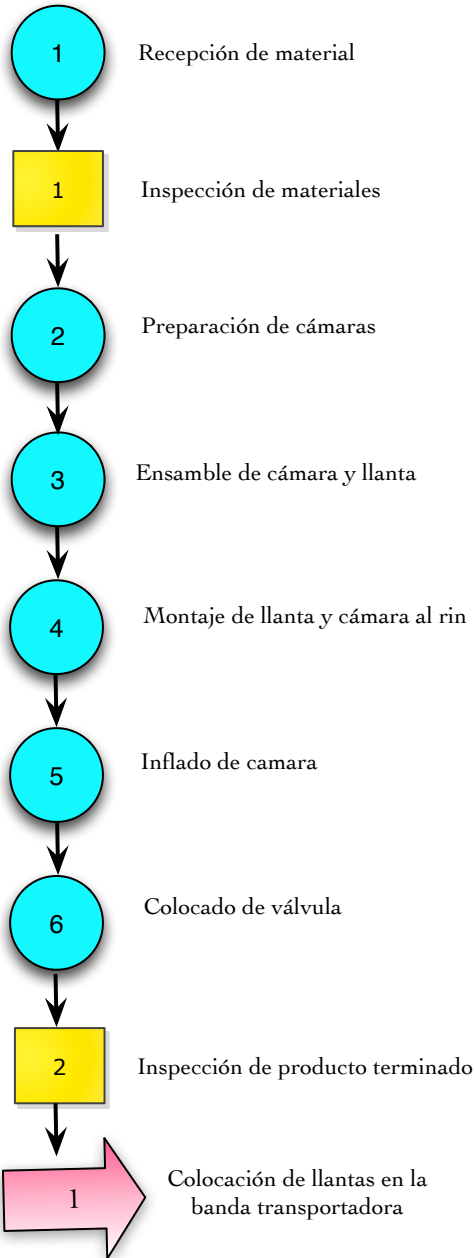 1 Recepción de material
1 Inspección de materiales
2 Preparación de cámaras
3 Ensamble de cámara y llanta
4 Montaje de llanta y cámara al rin
5 Inflado de camara
6 Colocado de válvula
2 Inspección de producto terminado
1 Colocación de llantas en la
banda transportadora